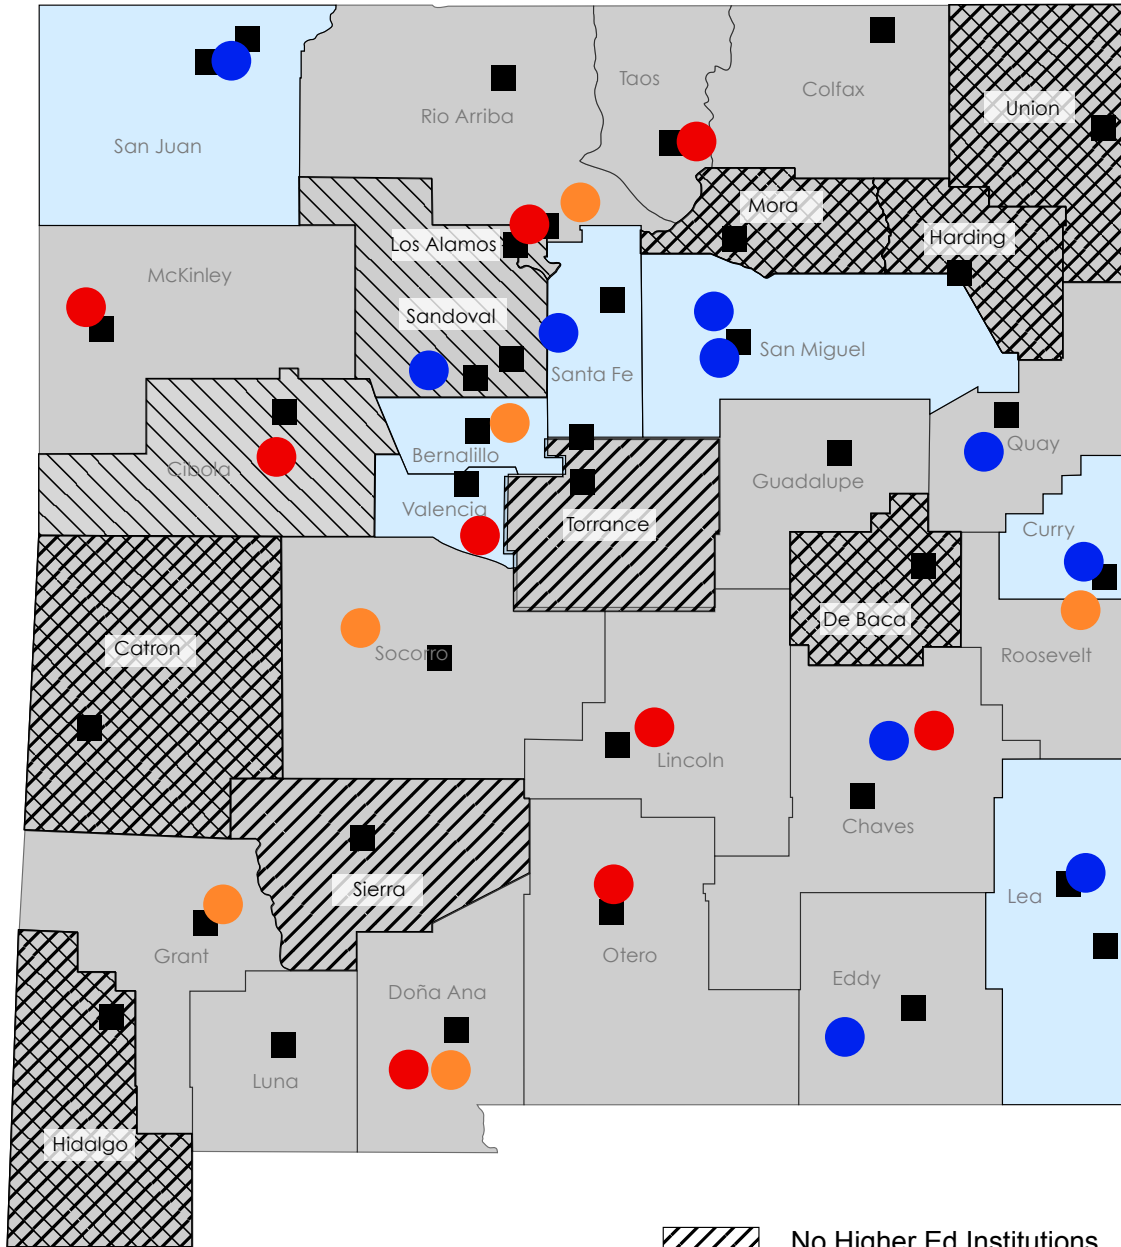 Taos
Colfax
Union
Rio Arriba
San Juan
Mora
Harding
Los Alamos
McKinley
Sandoval
San Miguel
Santa Fe
Quay
Bernalillo
Cibola
Guadalupe
Valencia
Torrance
Curry
De Baca
Catron
Socorro
Roosevelt
Lincoln
Chaves
Sierra
Lea
Grant
Otero
Eddy
Doña Ana
Luna
Hidalgo
No Higher Ed Institutions